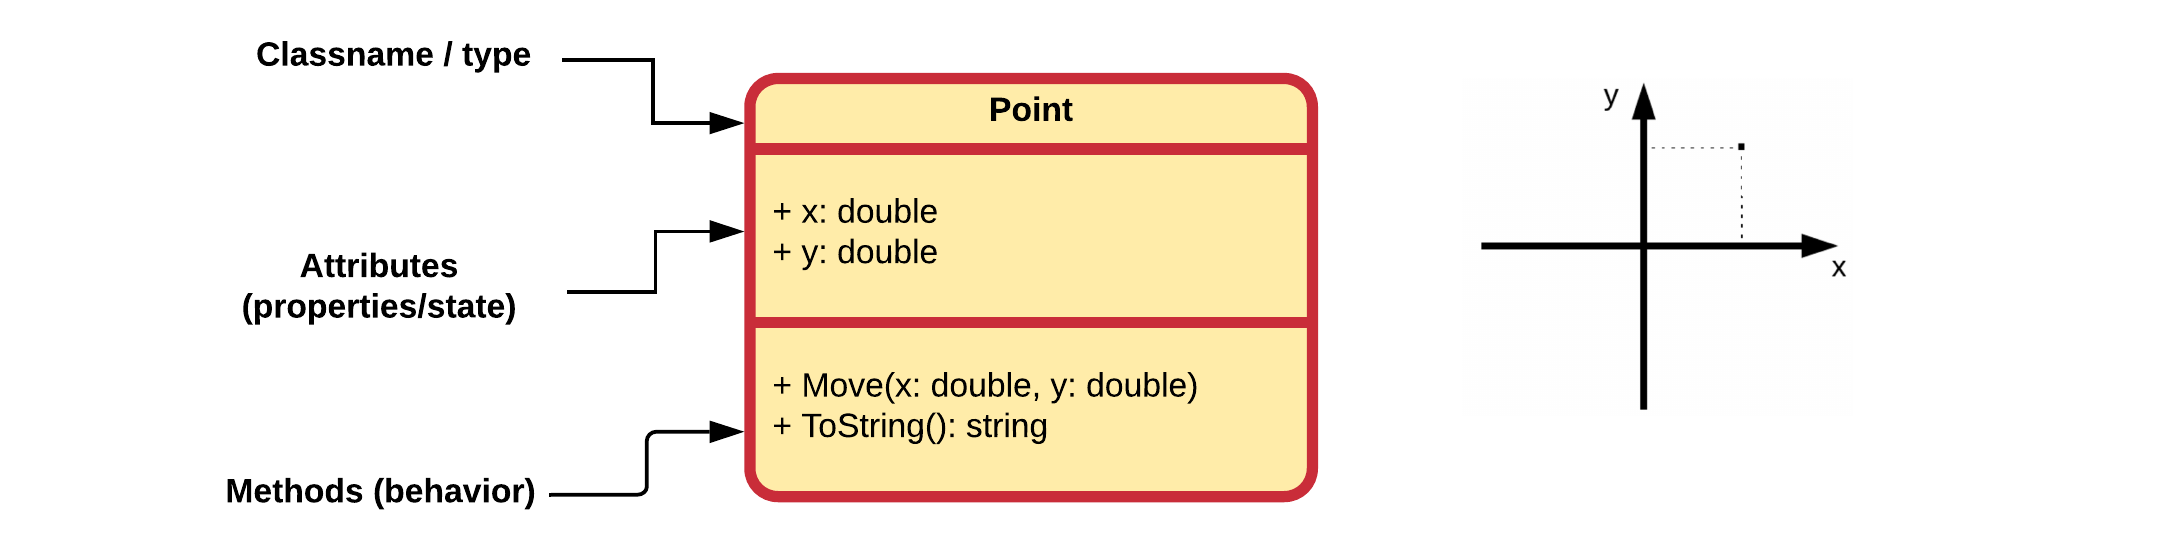 Classname / type
Attributes
(properties/state)
Methods (behavior)
Point
+ x: double
+ y: double
+ Move(x: double, y: double)
+ ToString(): string
y
x